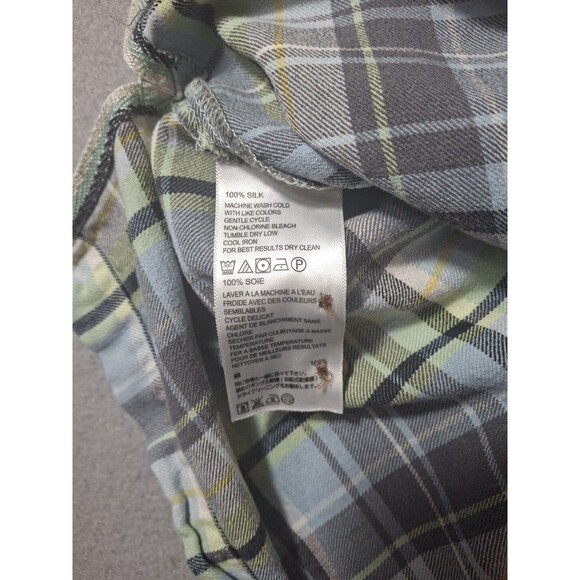 100% SILK
MACHINE WASH COLD
WITH LIKE COLORS
GENTLE CYCLE
NON-CHLORINE BLEACH
TUMBLE DRY LOW
COOL IRON
FOR BEST RESULTS DRY CLEAN
P
100% SOIE
LAVER A LA MACHINE A L'EAU
FROIDE AVEC DES COULEURS
SEMBLABLES
CYCLE DELICAT
AGENT DE BLANCHIMENT SANS
CHLORE
SECHER PAR CULBUTAGE A BASSE
TEMPERATURE
FER A BASSE TEMPERATURE
POUR DE MEILLEURS RESULTATS
NETTOYER A SEC
絹
100%